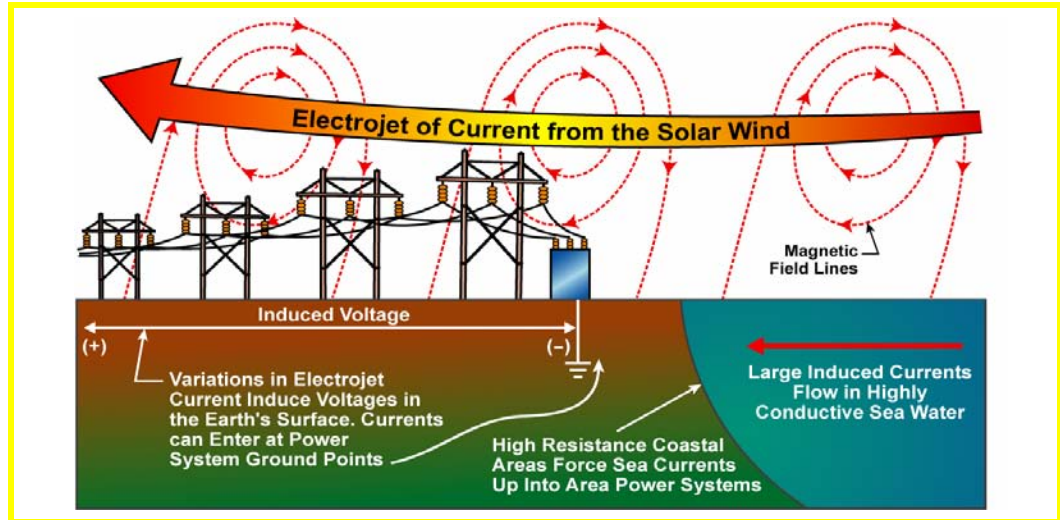 Electrojet of Current from the Solar Wind
Magnetic
Field Lines
Induced Voltage
(+)
(–)
Variations in Electrojet
Current Induce Voltages in
the Earth's Surface. Currents
can Enter at Power
System Ground Points
High Resistance Coastal
Areas Force Sea Currents
Up Into Area Power Systems
Large Induced Currents
Flow in Highly
Conductive Sea Water